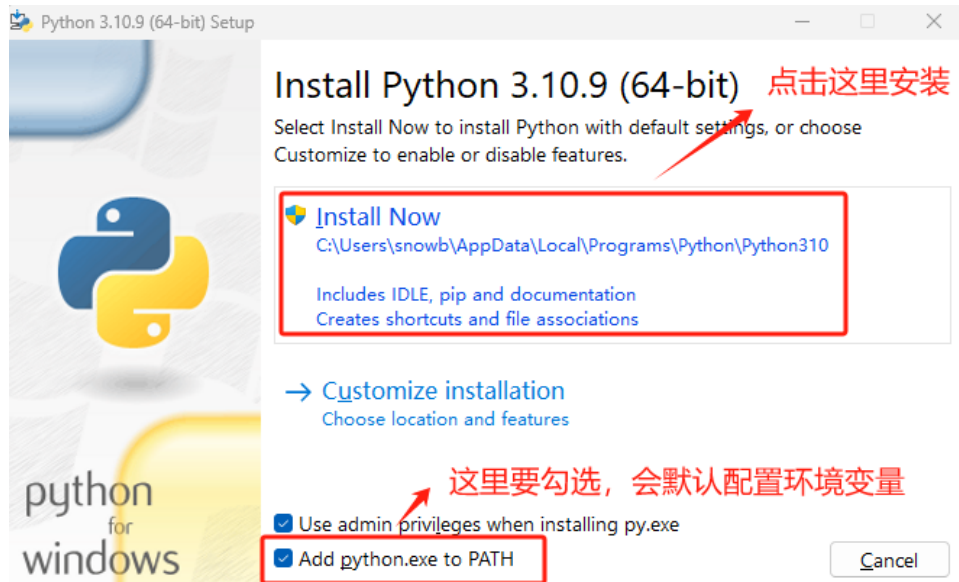 Python 3.10.9 (64-bit) Setup
Install Python 3.10.9 (64-bit)
点击这里安装
Select Install Now to install Python with default settings, or choose
Customize to enable or disable features.
Install Now
C:\Users\snowb\AppData\Local\Programs\Python\Python310
Includes IDLE, pip and documentation
Creates shortcuts and file associations
→ Customize installation
Choose location and features
这里要勾选，会默认配置环境变量
Use admin privileges when installing py.exe
Add python.exe to PATH
python
for
windows
Cancel